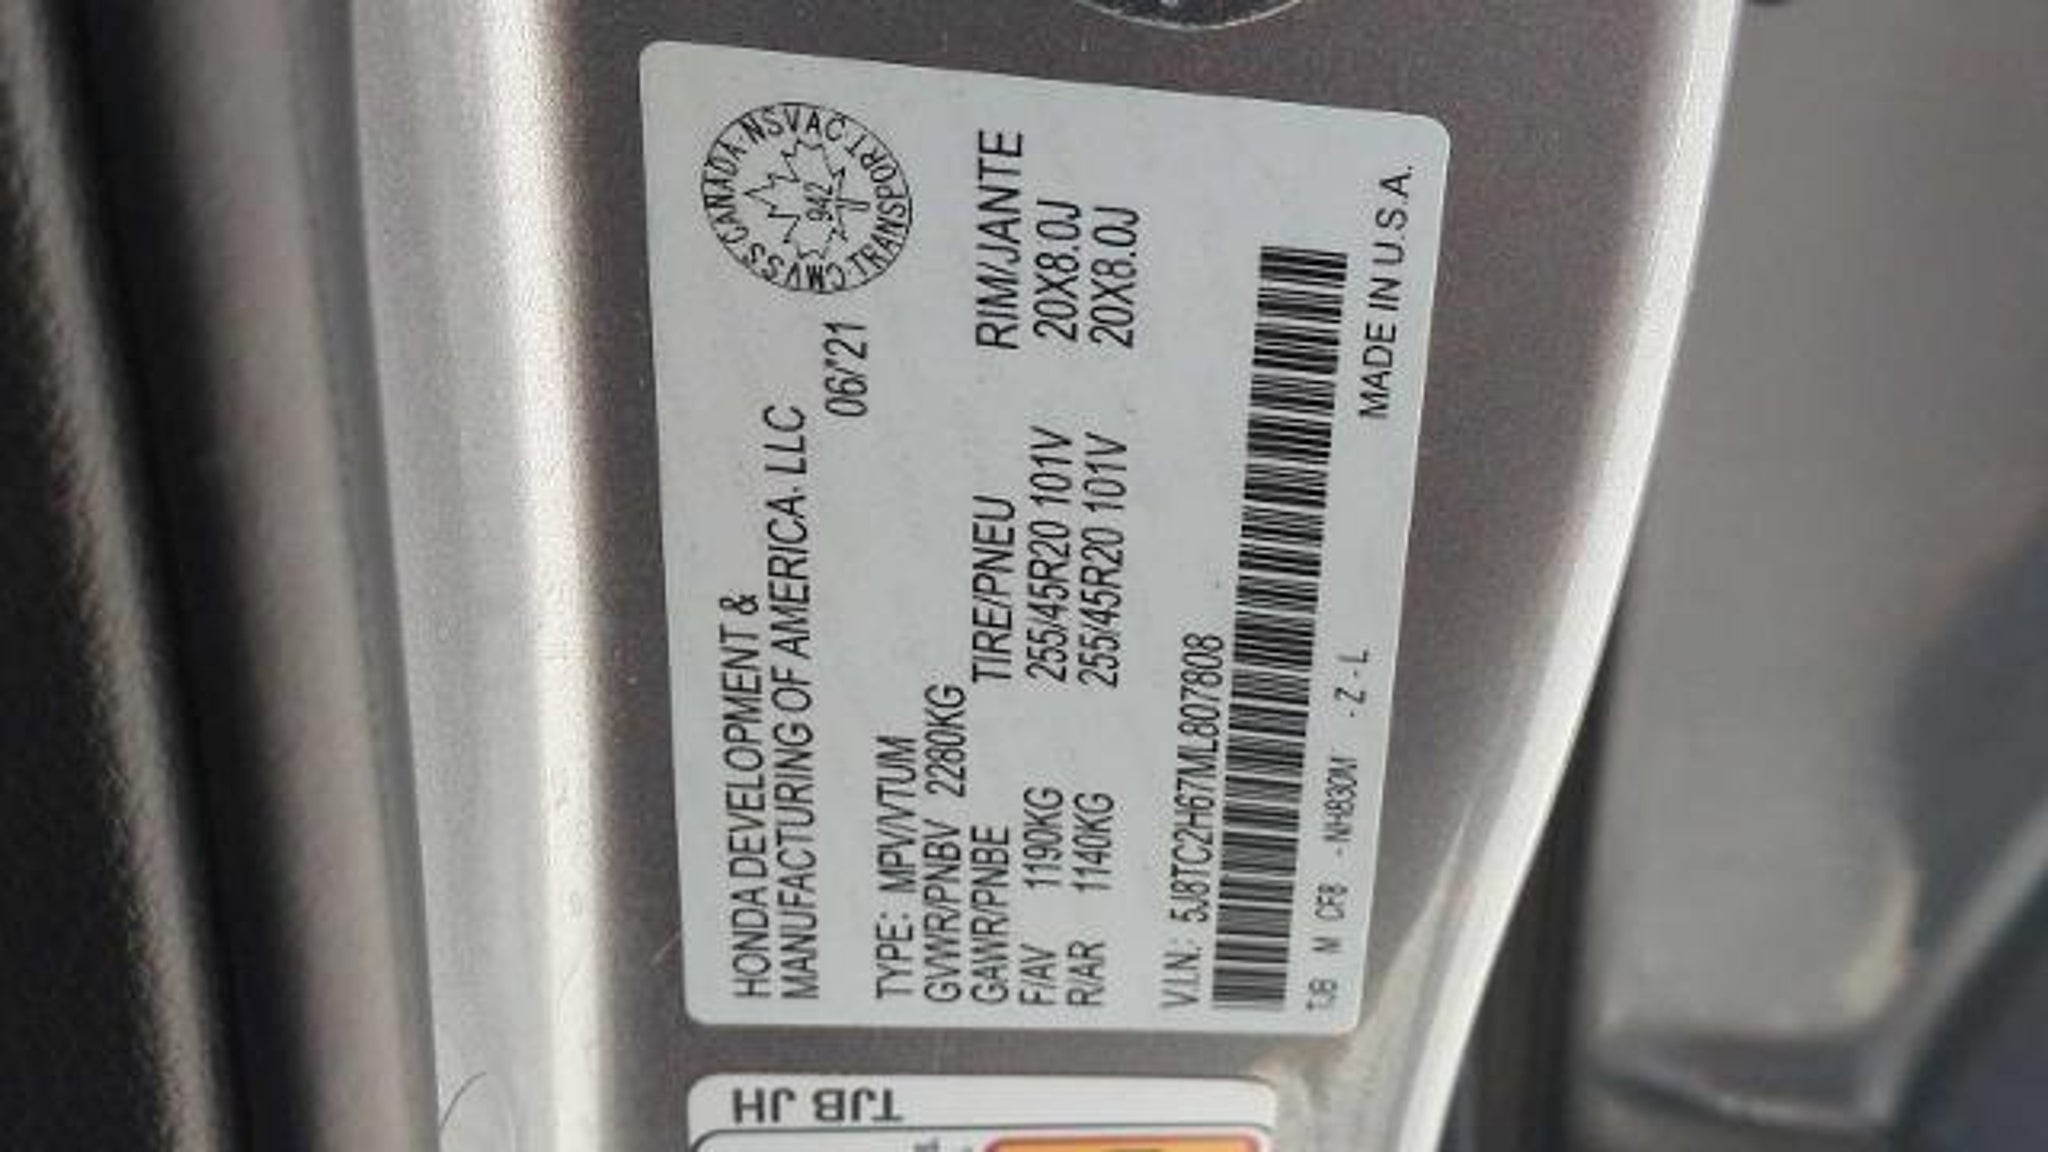 HONDA DEVELOPMENT &
MANUFACTURING OF AMERICA. LLC
06/'21
CMVSS CANADA NSVAC TRANSPORT
942
TYPE: MPV/VTUM
GVWR/PNBV 2280KG
GAWR/PNBE TIRE/PNEU RIM/JANTE
F/AV 1190KG 255/45R20 101V 20X8.0J
R/AR 1140KG 255/45R20 101V 20X8.0J
V.I.N.: 5J8TC2H67ML807808
TJB M CF8 - NH830M - Z - L
MADE IN U.S.A.
TJB JH